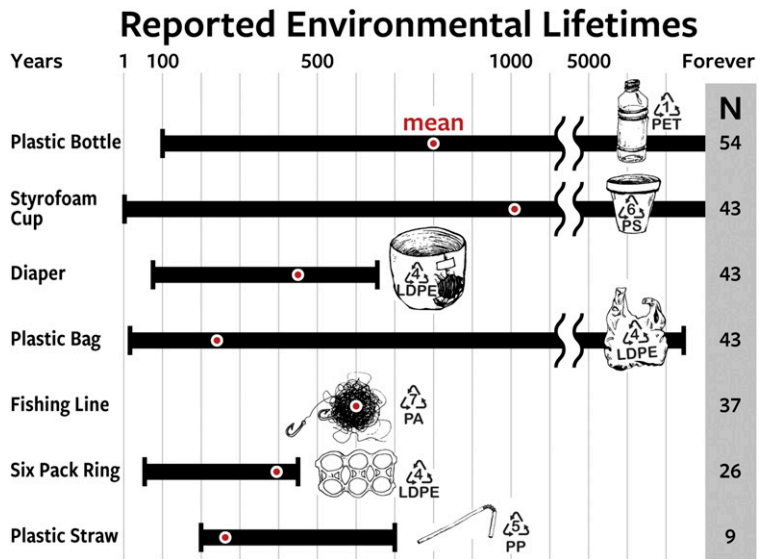 Reported Environmental Lifetimes
Years 1 100 500 1000 5000 Forever
N
mean
Plastic Bottle 1 PET 54
Styrofoam Cup 6 PS 43
Diaper 4 LDPE 43
Plastic Bag 4 LDPE 43
Fishing Line 7 PA 37
Six Pack Ring 4 LDPE 26
Plastic Straw 5 PP 9